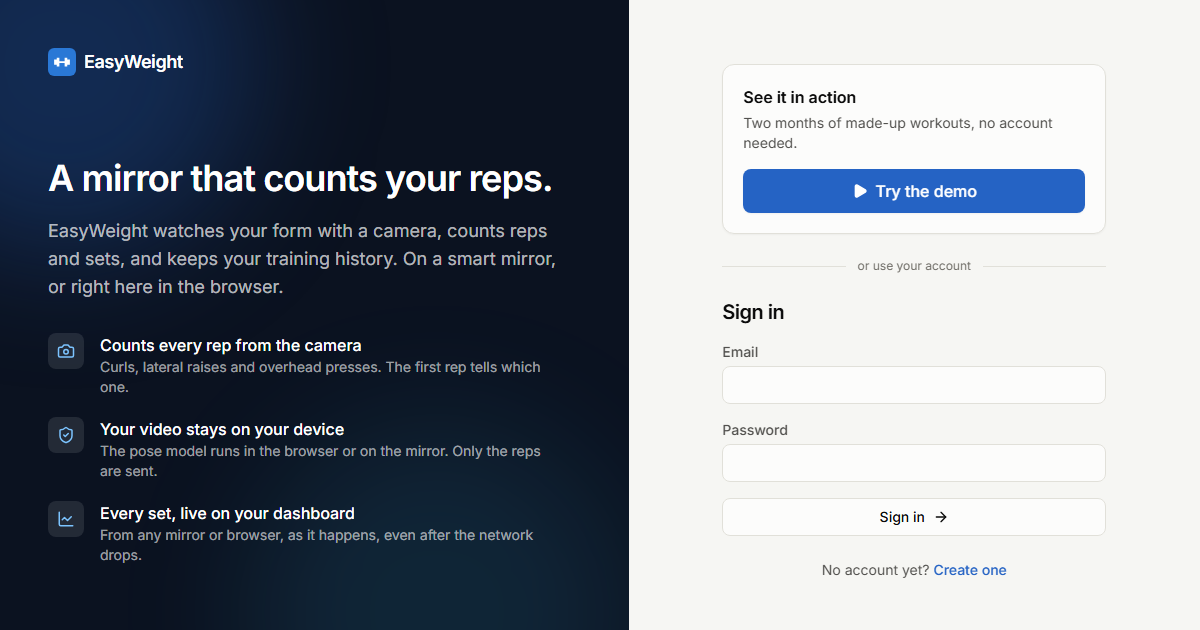 EasyWeight
A mirror that counts your reps.
EasyWeight watches your form with a camera, counts reps
and sets, and keeps your training history. On a smart mirror,
or right here in the browser.
Counts every rep from the camera
Curls, lateral raises and overhead presses. The first rep tells which
one.
Your video stays on your device
The pose model runs in the browser or on the mirror. Only the reps
are sent.
Every set, live on your dashboard
From any mirror or browser, as it happens, even after the network
drops.
See it in action
Two months of made-up workouts, no account
needed.
Try the demo
or use your account
Sign in
Email
Password
Sign in
No account yet? Create one